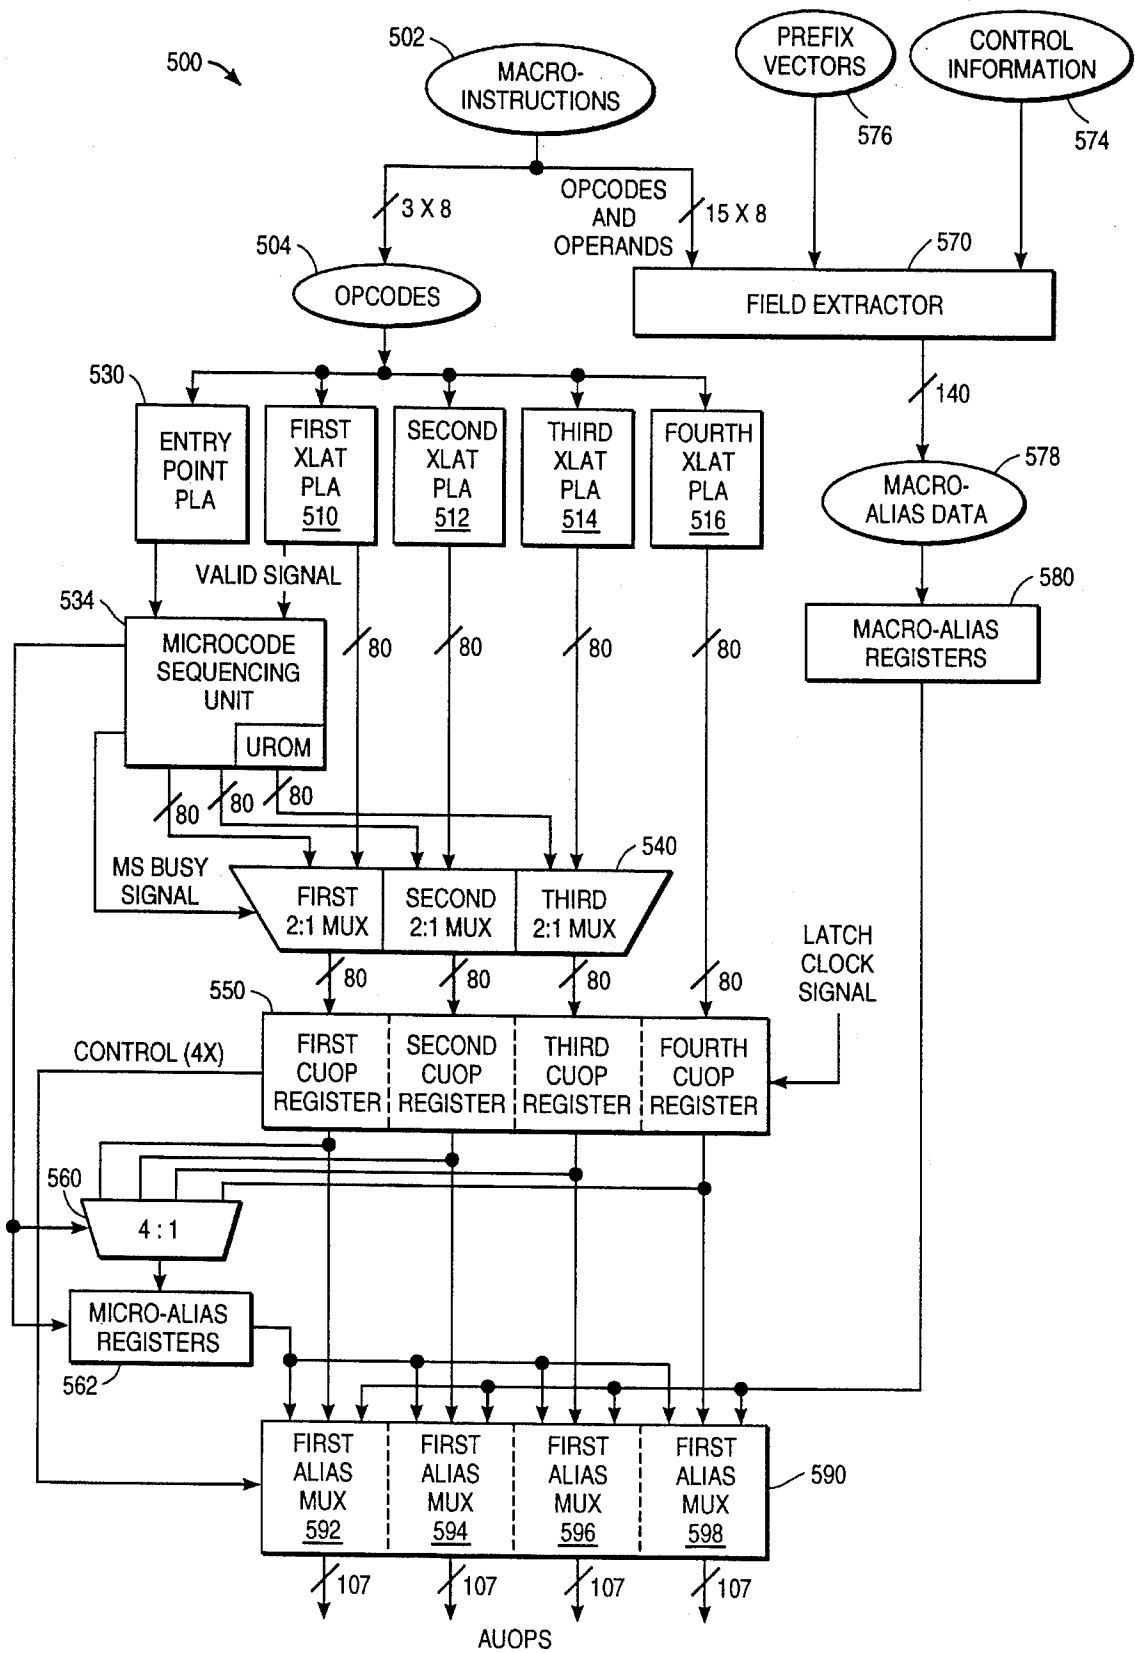 500
502
MACRO-
INSTRUCTIONS
PREFIX
VECTORS
576
CONTROL
INFORMATION
574
3 X 8
OPCODES
AND
OPERANDS
15 X 8
504
OPCODES
570
FIELD EXTRACTOR
140
578
MACRO-
ALIAS DATA
580
MACRO-ALIAS
REGISTERS
530
ENTRY
POINT
PLA
FIRST
XLAT
PLA
510
SECOND
XLAT
PLA
512
THIRD
XLAT
PLA
514
FOURTH
XLAT
PLA
516
VALID SIGNAL
534
MICROCODE
SEQUENCING
UNIT
UROM
80
80
80
80
80
80
80
MS BUSY
SIGNAL
540
FIRST
2:1 MUX
SECOND
2:1 MUX
THIRD
2:1 MUX
80
80
80
80
LATCH
CLOCK
SIGNAL
550
CONTROL (4X)
FIRST
CUOP
REGISTER
SECOND
CUOP
REGISTER
THIRD
CUOP
REGISTER
FOURTH
CUOP
REGISTER
560
4 : 1
MICRO-ALIAS
REGISTERS
562
FIRST
ALIAS
MUX
592
FIRST
ALIAS
MUX
594
FIRST
ALIAS
MUX
596
FIRST
ALIAS
MUX
598
590
107
107
107
107
AUOPS